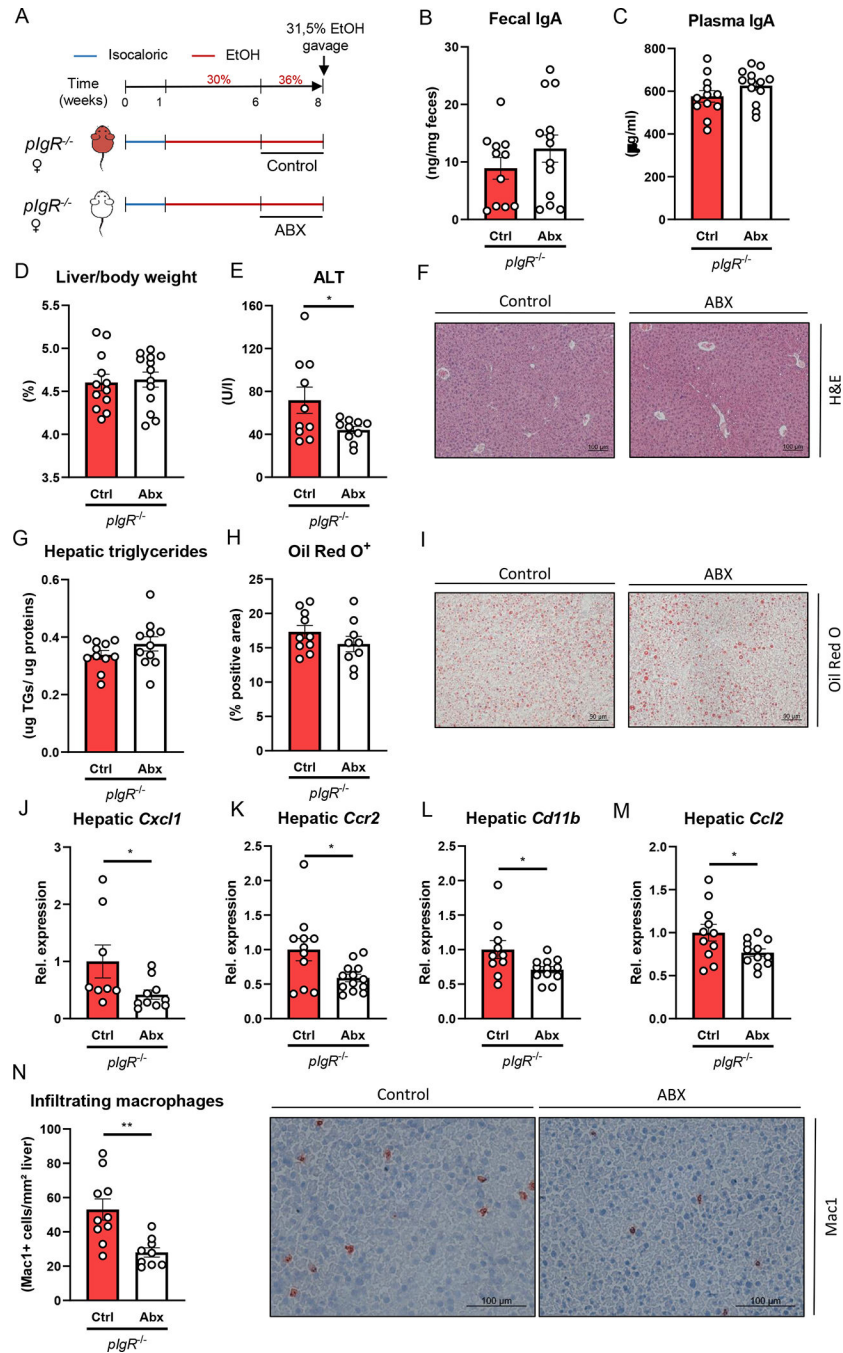 A
31,5% EtOH
gavage
Isocaloric
EtOH
Time
(weeks)
30%
36%
0
1
6
8
pIgR-/-
♀
Control
pIgR-/-
♀
ABX
B
Fecal IgA
(ng/mg feces)
30
20
10
0
Ctrl
Abx
pIgR-/-
C
Plasma IgA
g/ml)
800
600
400
200
0
Ctrl
Abx
pIgR-/-
D
Liver/body weight
(%)
5.5
5.0
4.5
4.0
3.5
Ctrl
Abx
pIgR-/-
E
ALT
(U/l)
160
120
80
40
0
*
Ctrl
Abx
pIgR-/-
F
Control
ABX
H&E
100 µm
100 µm
G
Hepatic triglycerides
(ug TGs/ ug proteins)
0.6
0.4
0.2
0.0
Ctrl
Abx
pIgR-/-
H
Oil Red O+
(% positive area)
25
20
15
10
5
0
Ctrl
Abx
pIgR-/-
I
Control
ABX
Oil Red O
50 µm
50 µm
J
Hepatic Cxcl1
Rel. expression
3
2
1
0
*
Ctrl
Abx
pIgR-/-
K
Hepatic Ccr2
Rel. expression
2.5
2.0
1.5
1.0
0.5
0.0
*
Ctrl
Abx
pIgR-/-
L
Hepatic Cd11b
Rel. expression
2.5
2.0
1.5
1.0
0.5
0.0
*
Ctrl
Abx
pIgR-/-
M
Hepatic Ccl2
Rel. expression
2.0
1.5
1.0
0.5
0.0
*
Ctrl
Abx
pIgR-/-
N
Infiltrating macrophages
(Mac1+ cells/mm² liver)
100
80
60
40
20
0
**
Ctrl
Abx
pIgR-/-
Control
ABX
Mac1
100 µm
100 µm